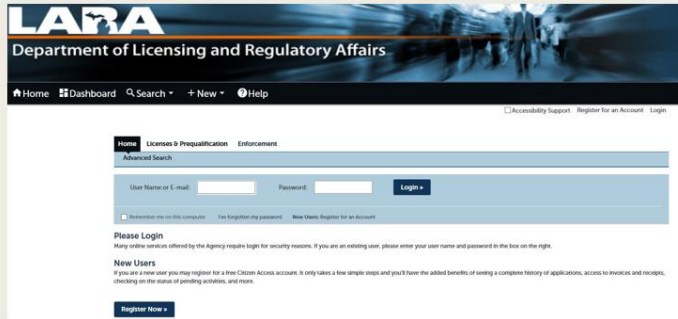 LARA
Department of Licensing and Regulatory Affairs
Home Dashboard Search + New Help
Accessibility Support Register for an Account Login
Home Licenses & Prequalification Enforcement
Advanced Search
User Name or E-mail: Password: Login »
Remember me on this computer I've forgotten my password New Users: Register for an Account
Please Login
Many online services offered by the Agency require login for security reasons. If you are an existing user, please enter your user name and password in the box on the right.
New Users
If you are a new user you may register for a free Citizen Access account. It only takes a few simple steps and you'll have the added benefits of seeing a complete history of applications, access to invoices and receipts,
checking on the status of pending activities, and more.
Register Now »